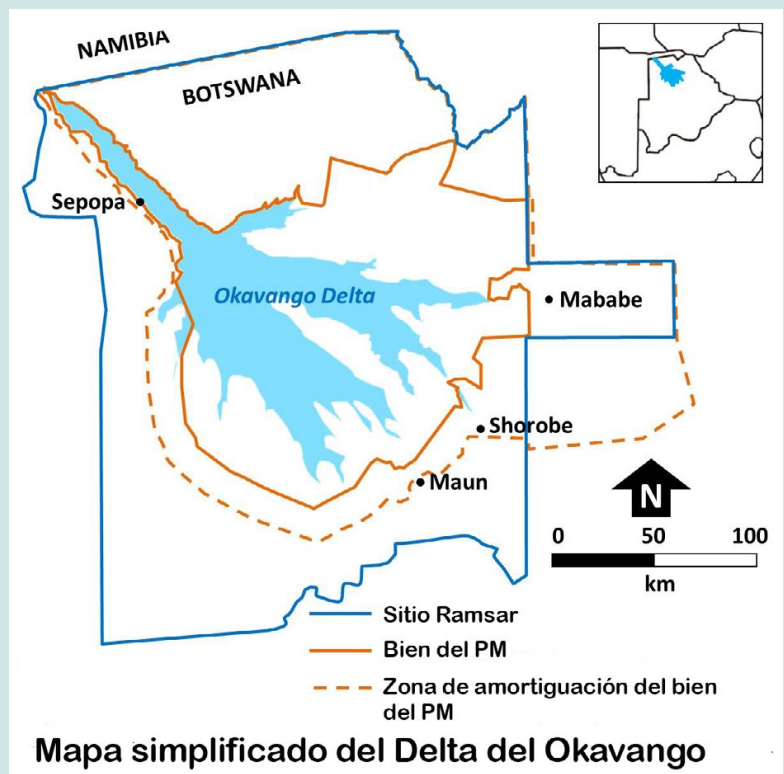 NAMIBIA
BOTSWANA
Sepopa
Okavango Delta
Mababe
Shorobe
Maun
N
0 50 100
km
Sitio Ramsar
Bien del PM
Zona de amortiguación del bien
del PM
Mapa simplificado del Delta del Okavango